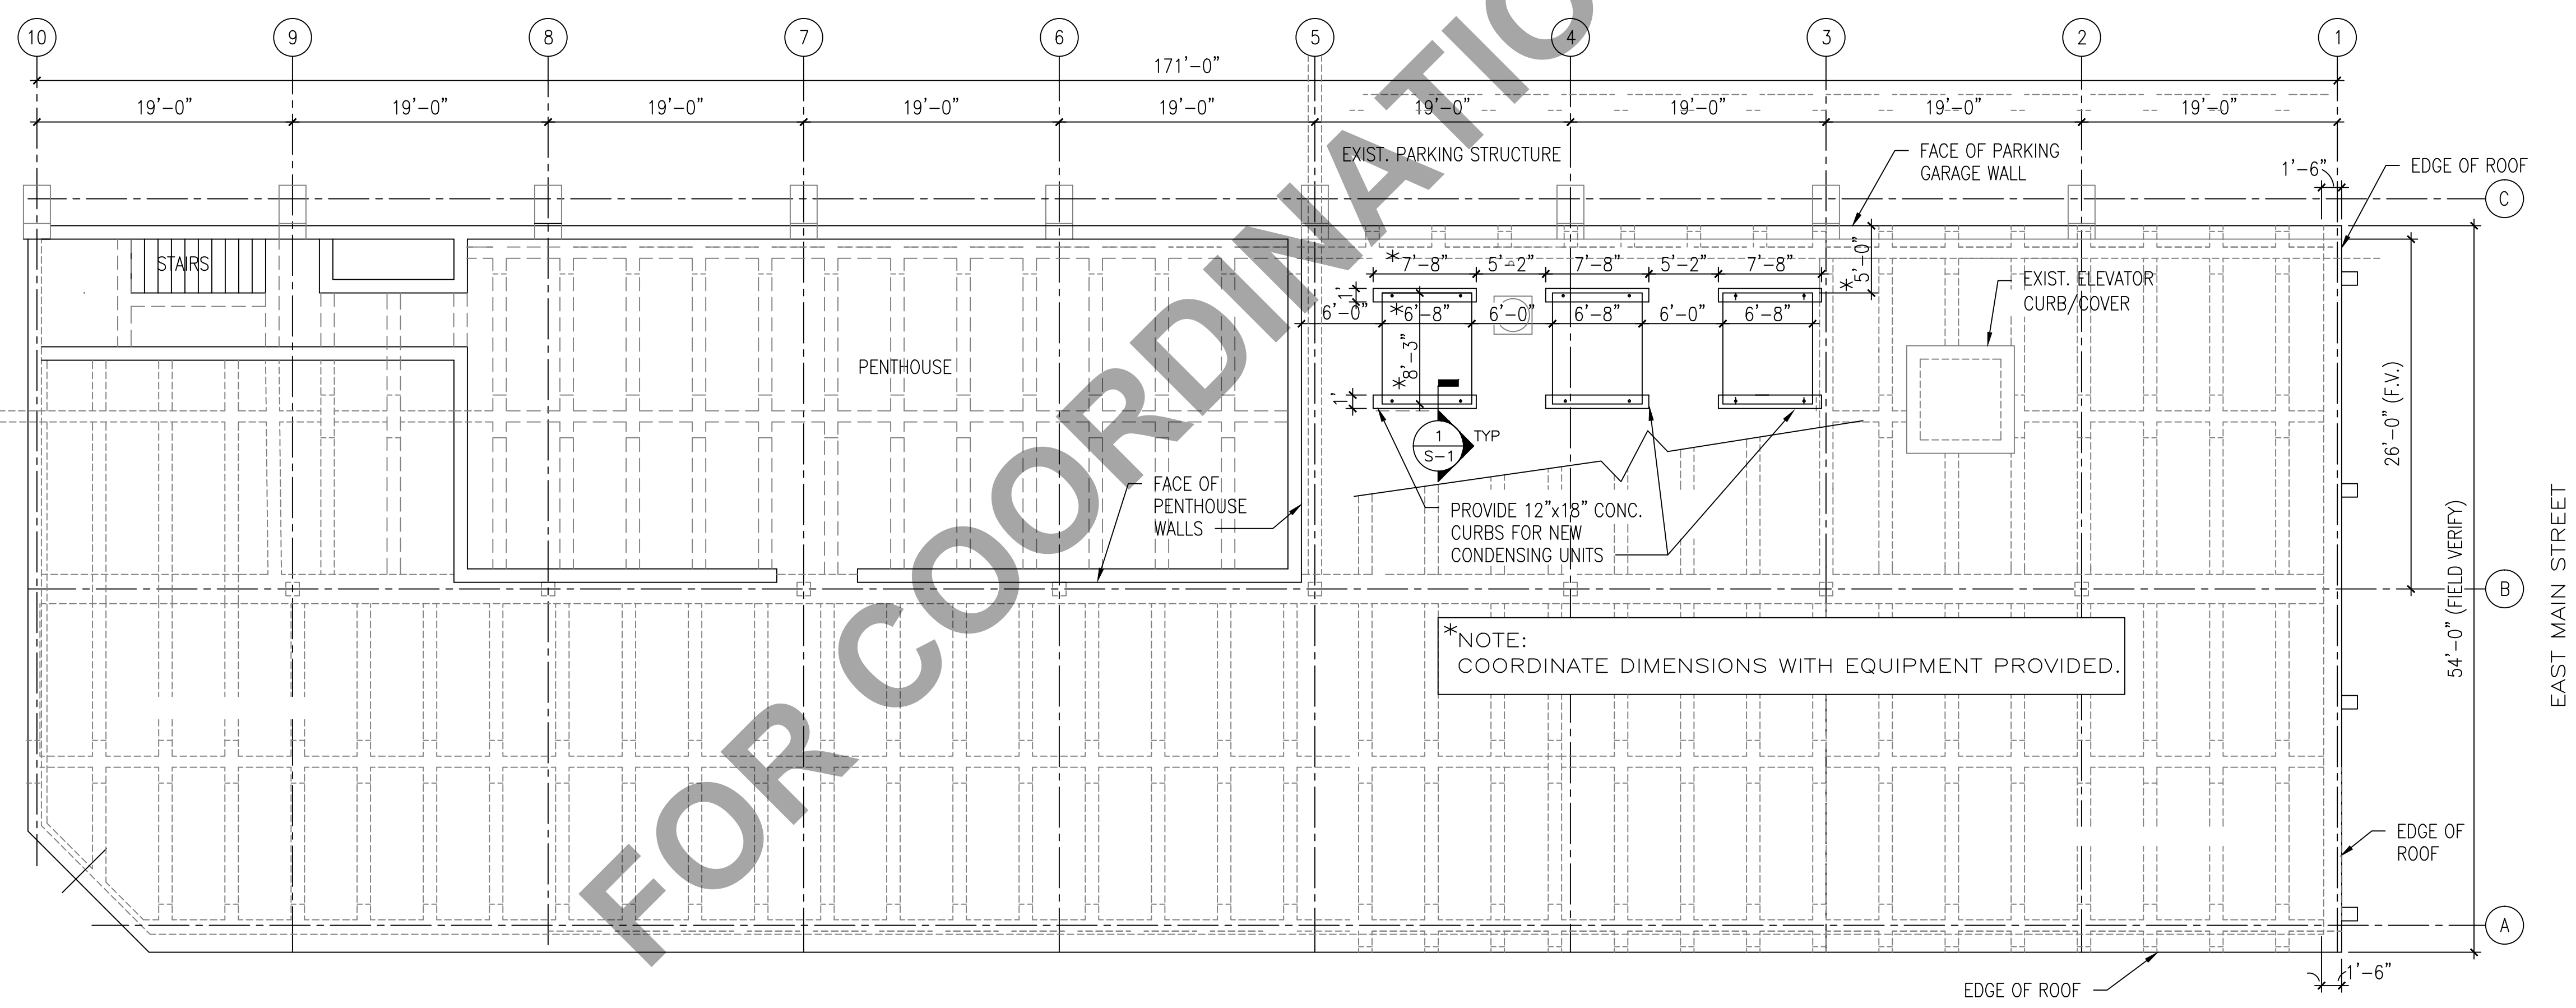 10 9 8 7 6 5 4 3 2 1
171'-0"
19'-0" 19'-0" 19'-0" 19'-0" 19'-0" 19'-0" 19'-0" 19'-0" 19'-0"
EXIST. PARKING STRUCTURE
FACE OF PARKING
GARAGE WALL
1'-6"
EDGE OF ROOF
C
STAIRS
*
7'-8" 5'-2" 7'-8" 5'-2" 7'-8"
*5'-0"
1'
6'-0" *6'-8" 6'-0" 6'-8" 6'-0" 6'-8"
*8'-3"
1'
EXIST. ELEVATOR
CURB/COVER
PENTHOUSE
1
S-1
TYP
26'-0" (F.V.)
FACE OF
PENTHOUSE
WALLS
PROVIDE 12"x18" CONC.
CURBS FOR NEW
CONDENSING UNITS
B
*NOTE:
COORDINATE DIMENSIONS WITH EQUIPMENT PROVIDED.
54'-0" (FIELD VERIFY)
EAST MAIN STREET
EDGE OF
ROOF
A
1'-6"
EDGE OF ROOF
FOR COORDINATIO